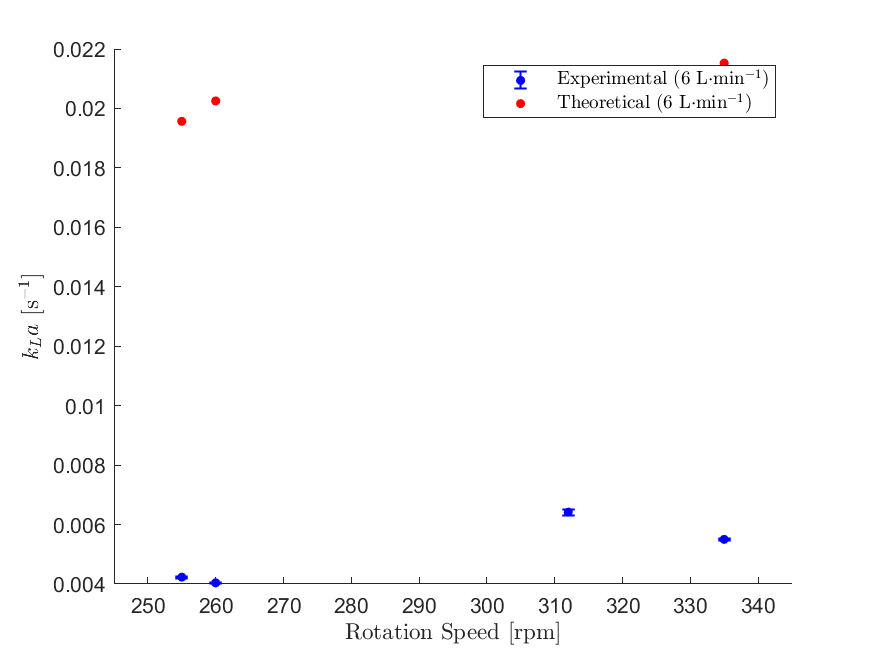 0.022
0.02
0.018
0.016
0.014
0.012
0.01
0.008
0.006
0.004
k_L a [s⁻¹]
Experimental (6 L·min⁻¹)
Theoretical (6 L·min⁻¹)
250 260 270 280 290 300 310 320 330 340
Rotation Speed [rpm]